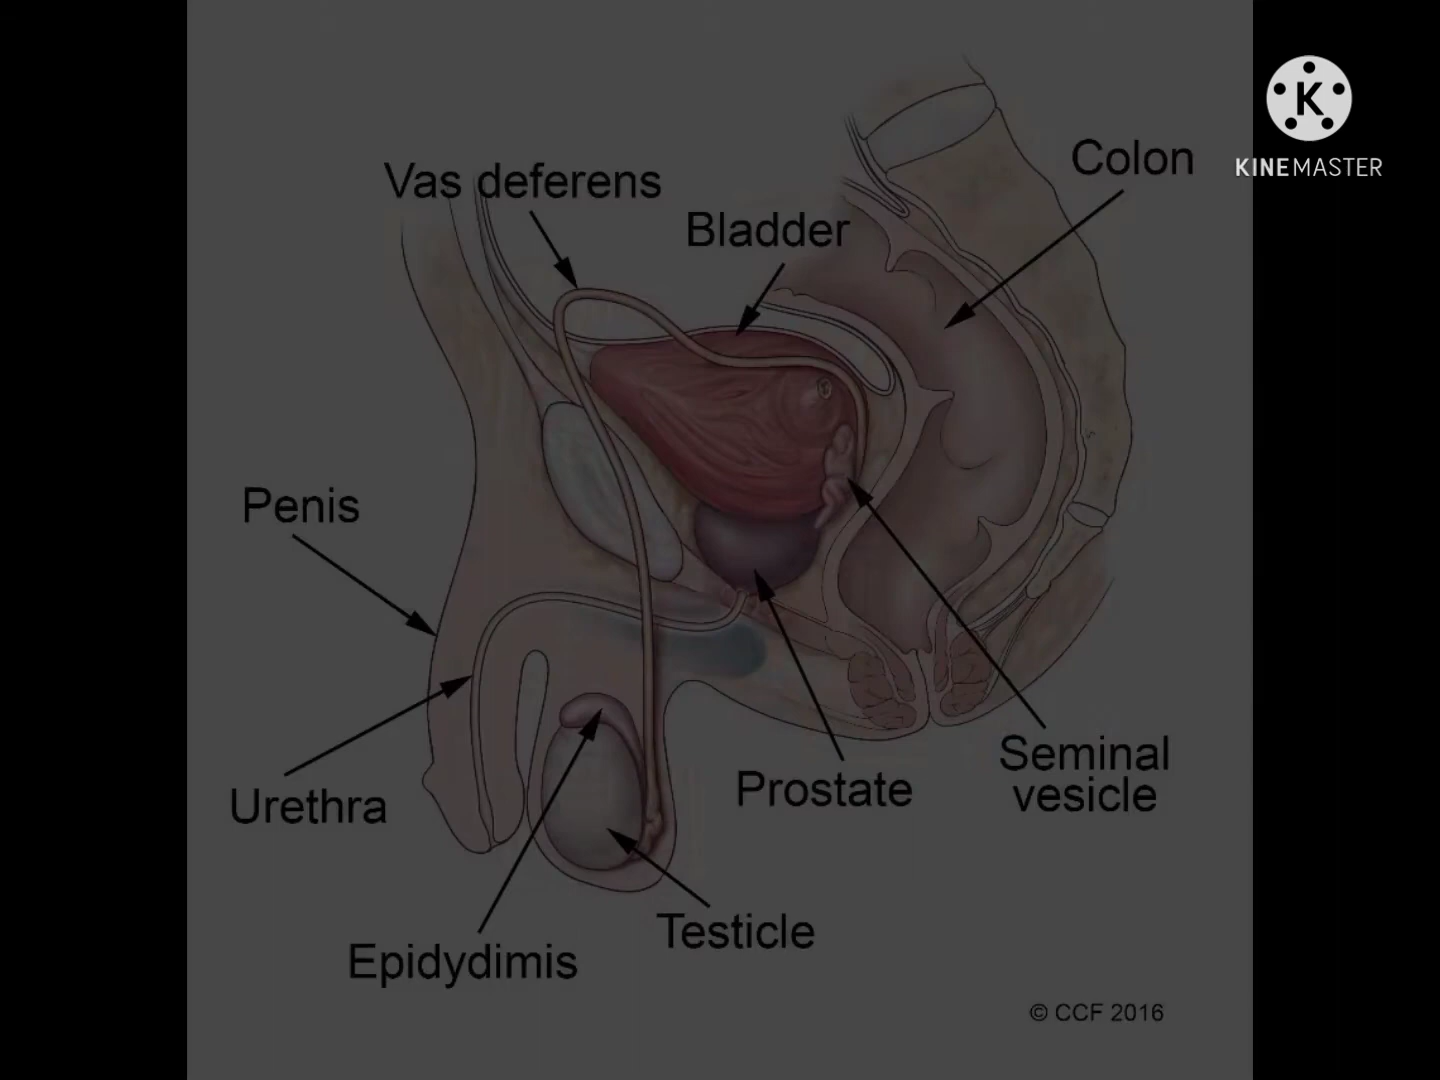 Vas deferens
Colon
KINEMASTER
Bladder
Penis
Urethra
Prostate
Seminal
vesicle
Testicle
Epidydimis
© CCF 2016